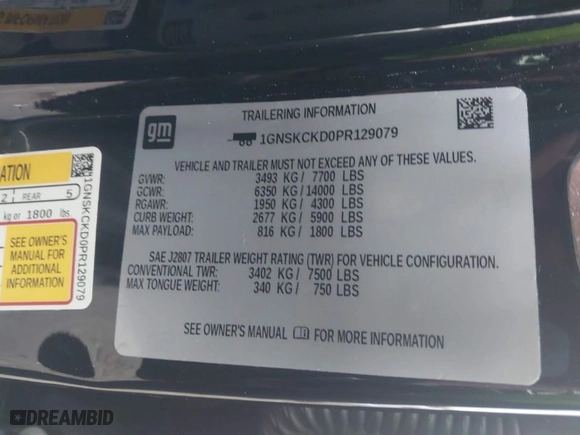 TRAILERING INFORMATION
gm
1GNSKCKD0PR129079
VEHICLE AND TRAILER MUST NOT EXCEED ANY OF THESE VALUES.
GVWR: 3493 KG / 7700 LBS
GCWR: 6350 KG / 14000 LBS
RGAWR: 1950 KG / 4300 LBS
CURB WEIGHT: 2677 KG / 5900 LBS
MAX PAYLOAD: 816 KG / 1800 LBS
SAE J2807 TRAILER WEIGHT RATING (TWR) FOR VEHICLE CONFIGURATION.
CONVENTIONAL TWR: 3402 KG / 7500 LBS
MAX TONGUE WEIGHT: 340 KG / 750 LBS
SEE OWNER'S MANUAL FOR MORE INFORMATION
2 REAR 5
kg or 1800 lbs.
SEE OWNER'S
MANUAL FOR
ADDITIONAL
INFORMATION
1GNSKCKD0PR129079
DREAMBID